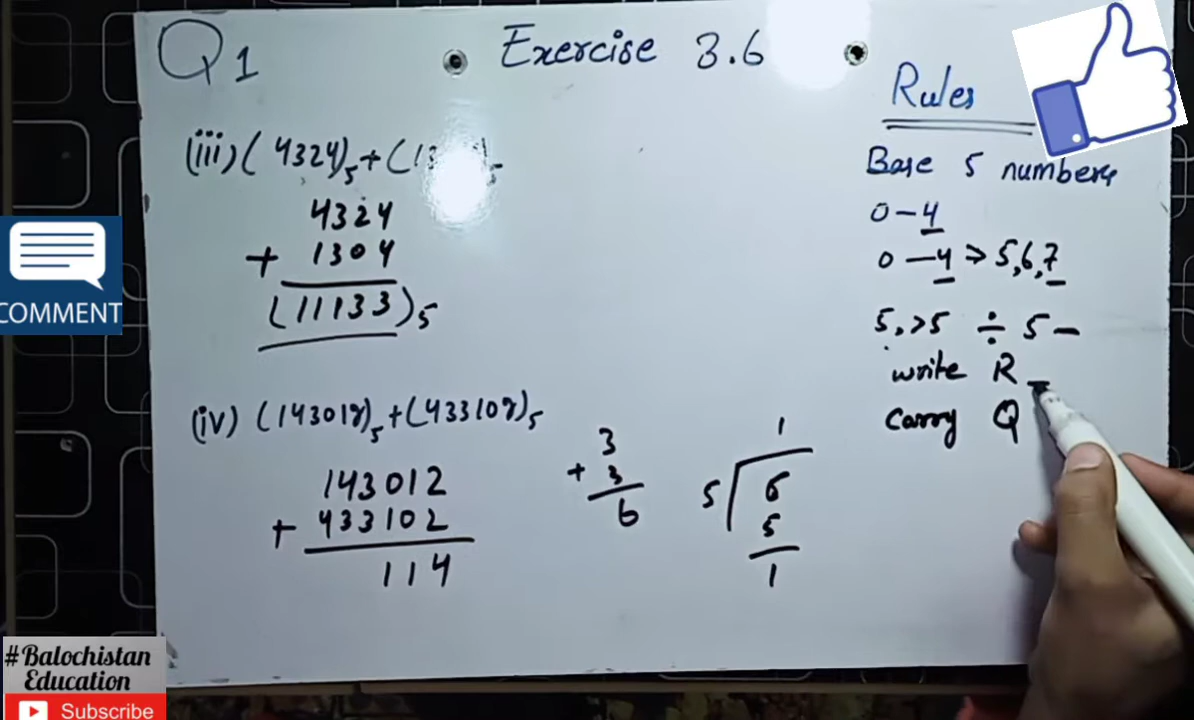 Q1
Exercise 3.6
Rules
(iii) (4324)₅ + (1
Base 5 numbers
4324
0 – 4
+ 1304
0 – 4 > 5,6,7
(11133)₅
5, >5 ÷ 5 –
write R –
carry Q
(iv) (143012)₅ + (433102)₅
143012
+ 433102
114
3
+ 3
6
1
5 6
5
1
COMMENT
#Balochistan
Education
Subscribe